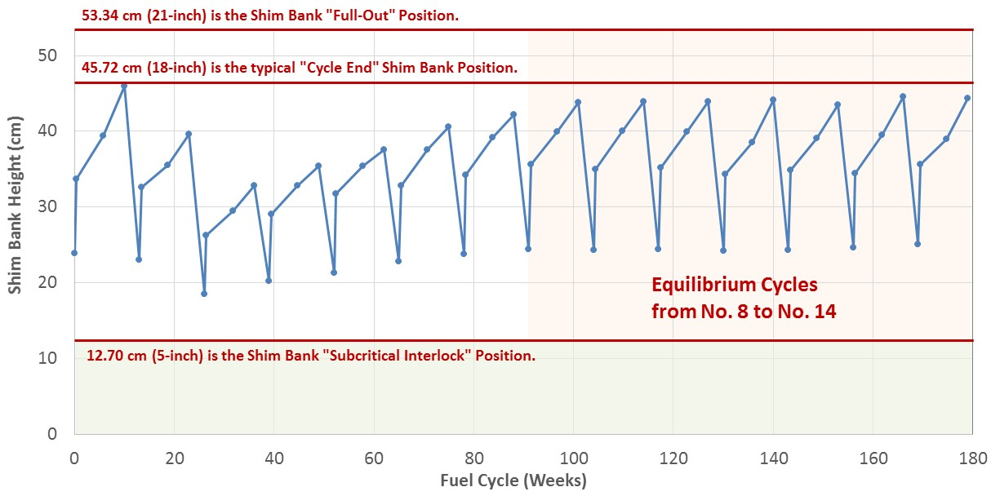 53.34 cm (21-inch) is the Shim Bank "Full-Out" Position.
50
45.72 cm (18-inch) is the typical "Cycle End" Shim Bank Position.
40
30
20
10
0
Shim Bank Height (cm)
Equilibrium Cycles
from No. 8 to No. 14
12.70 cm (5-inch) is the Shim Bank "Subcritical Interlock" Position.
0 20 40 60 80 100 120 140 160 180
Fuel Cycle (Weeks)